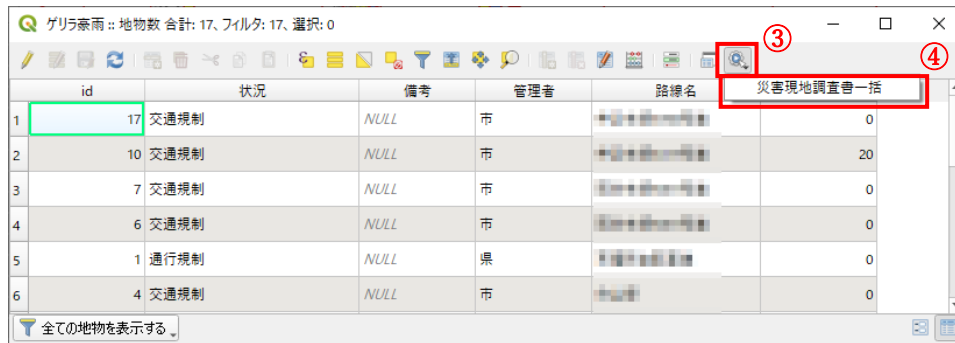 ゲリラ豪雨 :: 地物数 合計: 17、フィルタ: 17、選択: 0
③
④
災害現地調査書一括
id 状況 備考 管理者 路線名
1 17 交通規制 NULL 市 0
2 10 交通規制 NULL 市 20
3 7 交通規制 NULL 市 0
4 6 交通規制 NULL 市 0
5 1 通行規制 NULL 県 0
6 4 交通規制 NULL 市 0
全ての地物を表示する